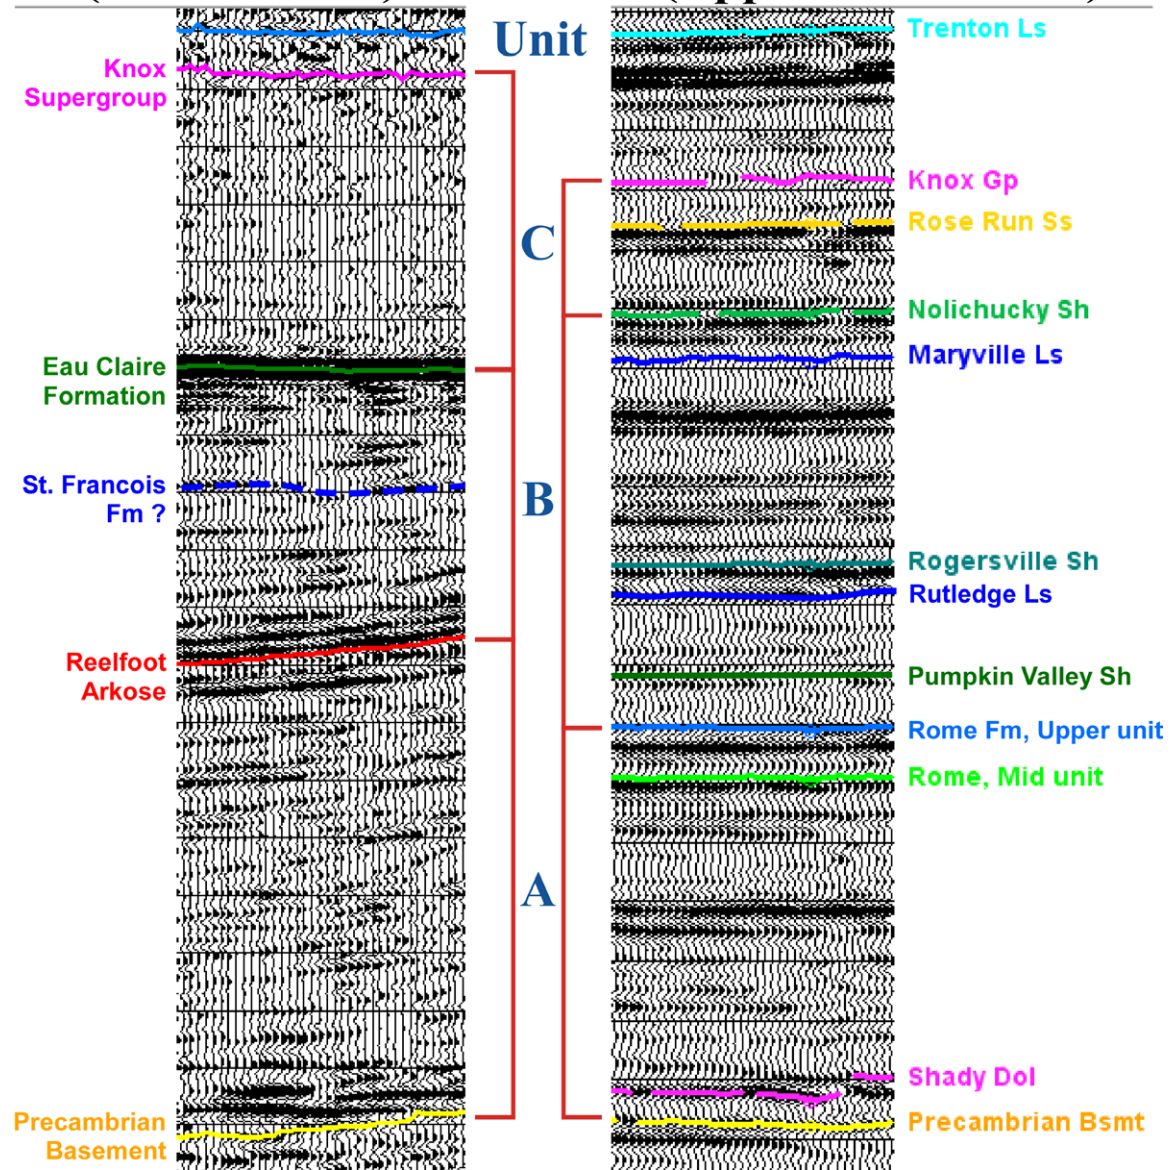 Unit
Knox
Supergroup
Eau Claire
Formation
St. Francois
Fm ?
Reelfoot
Arkose
Precambrian
Basement
C
B
A
Trenton Ls
Knox Gp
Rose Run Ss
Nolichucky Sh
Maryville Ls
Rogersville Sh
Rutledge Ls
Pumpkin Valley Sh
Rome Fm, Upper unit
Rome, Mid unit
Shady Dol
Precambrian Bsmt